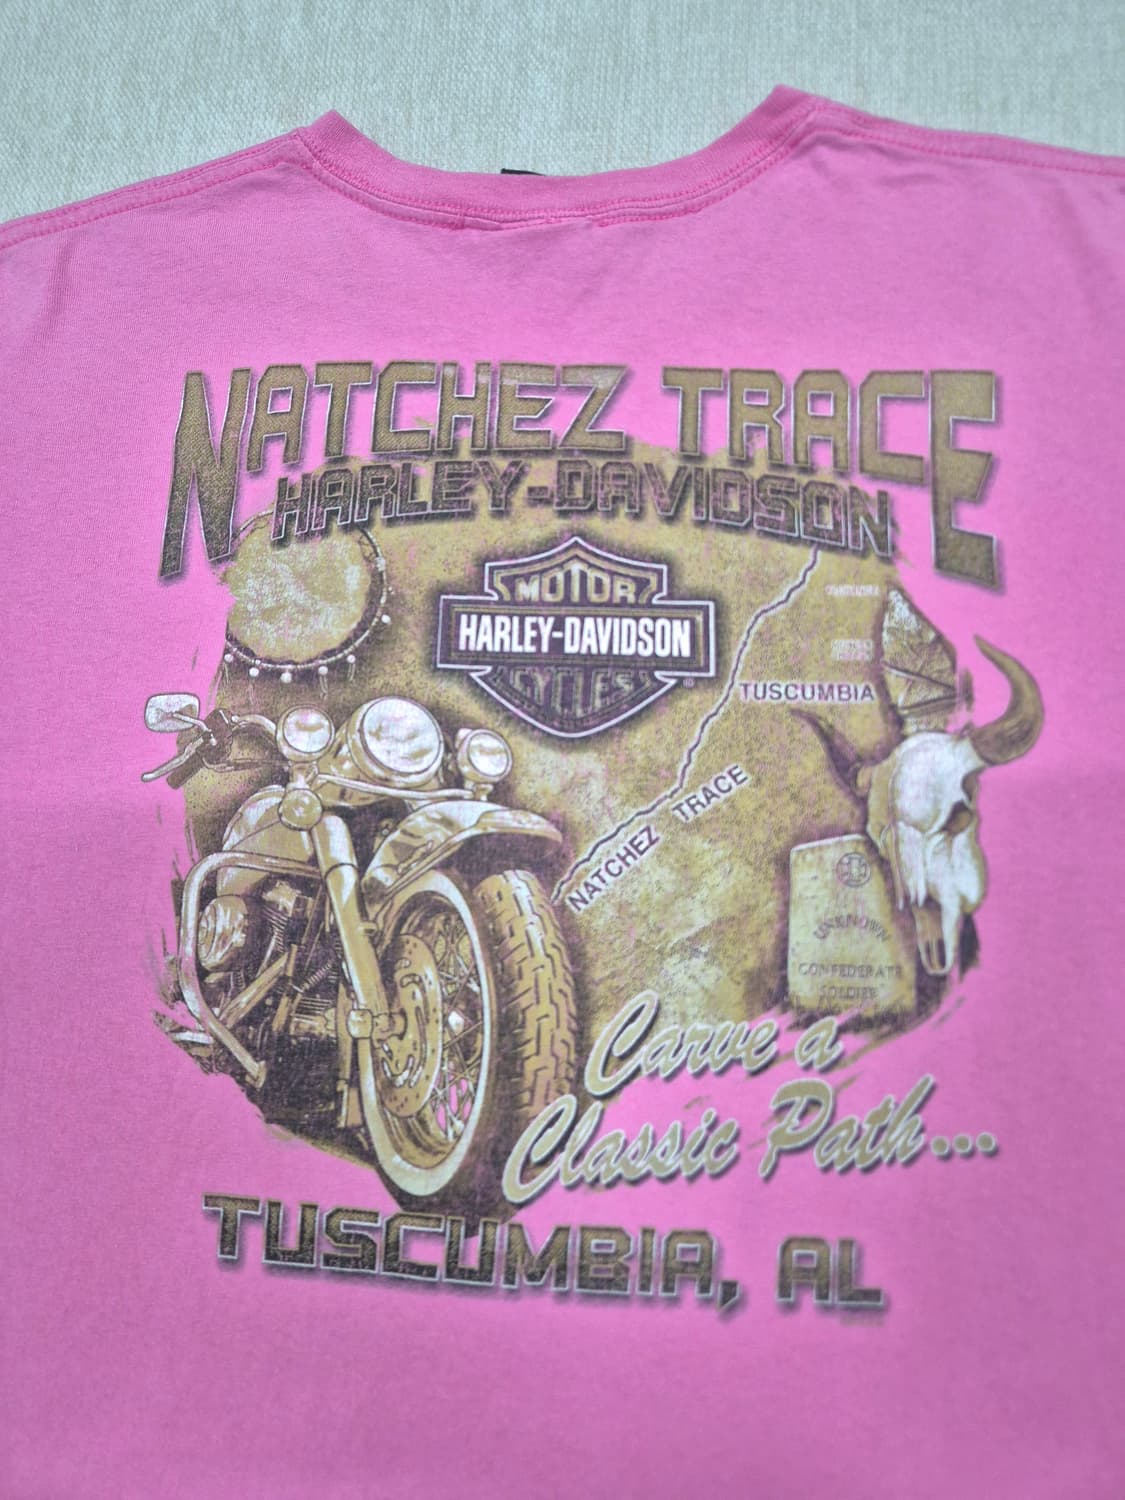 NATCHEZ TRACE
HARLEY-DAVIDSON
MOTOR
HARLEY-DAVIDSON
CYCLES
®
TUSCUMBIA
NATCHEZ TRACE
UNKNOWN
CONFEDERATE
SOLDIER
Carve a
Classic Path...
TUSCUMBIA, AL